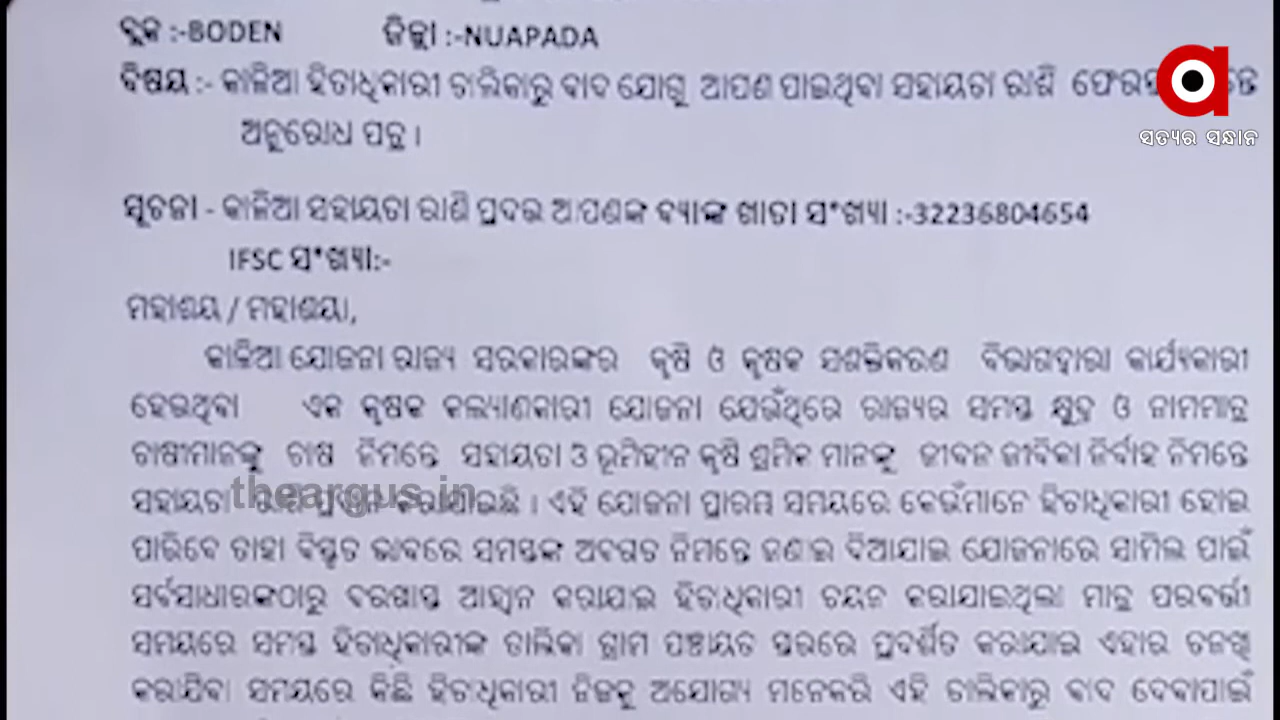 ବ୍ଲକ :-BODEN ଜିଲ୍ଲା :-NUAPADA
ବିଷୟ :- କାଳିଆ ହିତାଧିକାରୀ ତାଲିକାରୁ ବାଦ ଯୋଗୁ ଆପଣ ପାଇଥିବା ସହାୟତା ରାଶି
ଅନୁରୋଧ ପତ୍ର ।
ସତ୍ୟର ସନ୍ଧାନ
ସୂଚନା - କାଳିଆ ସହାୟତା ରାଶି ପ୍ରଦତ୍ତ ଆପଣଙ୍କ ବ୍ୟାଙ୍କ ଖାତା ସଂଖ୍ୟା :-32236804654
IFSC ସଂଖ୍ୟା:-
ମହାଶୟ / ମହାଶୟା,
କାଳିଆ ଯୋଜନା ରାଜ୍ୟ ସରକାରଙ୍କର କୃଷି ଓ କୃଷକ ସଶକ୍ତିକରଣ ବିଭାଗଦ୍ୱାରା କାର୍ଯ୍ୟକାରୀ
ହେଉଥିବା ଏକ କୃଷକ କଲ୍ୟାଣକାରୀ ଯୋଜନା ଯେଉଁଥିରେ ରାଜ୍ୟର ସମସ୍ତ କ୍ଷୁଦ୍ର ଓ ନାମମାତ୍ର
ଚାଷୀମାନଙ୍କୁ ଚାଷ ନିମନ୍ତେ ସହାୟତା ଓ ଭୂମିହୀନ କୃଷି ଶ୍ରମିକ ମାନଙ୍କୁ ଜୀବନ ଜୀବିକା ନିର୍ବାହ ନିମନ୍ତେ
ସହାୟତା କରାଯାଇଛି । ଏହି ଯୋଜନା ପ୍ରାରମ୍ଭ ସମୟରେ କେଉଁମାନେ ହିତାଧିକାରୀ ହୋଇ
theargus.in
ପାରିବେ ତାହା ବିସ୍ତୃତ ଭାବରେ ସମସ୍ତଙ୍କ ଅବଗତ ନିମନ୍ତେ ଜଣାଇ ଦିଆଯାଇ ଯୋଜନାରେ ସାମିଲ ପାଇଁ
ସର୍ବସାଧାରଙ୍କଠାରୁ ଦରଖାସ୍ତ ଆହ୍ୱାନ କରାଯାଇ ହିତାଧିକାରୀ ଚୟନ କରାଯାଇଥିଲା ମାତ୍ର ପରବର୍ତ୍ତୀ
ସମୟରେ ସମସ୍ତ ହିତାଧିକାରୀଙ୍କ ତାଲିକା ଗ୍ରାମ ପଞ୍ଚାୟତ ସ୍ତରରେ ପ୍ରଦର୍ଶିତ କରାଯାଇ ଏହାର ତଜଖି
କରାଯିବା ସମୟରେ କିଛି ହିତାଧିକାରୀ ନିଜକୁ ଅଯୋଗ୍ୟ ମନେକରି ଏହି ତାଲିକାରୁ ବାଦ ଦେବାପାଇଁ